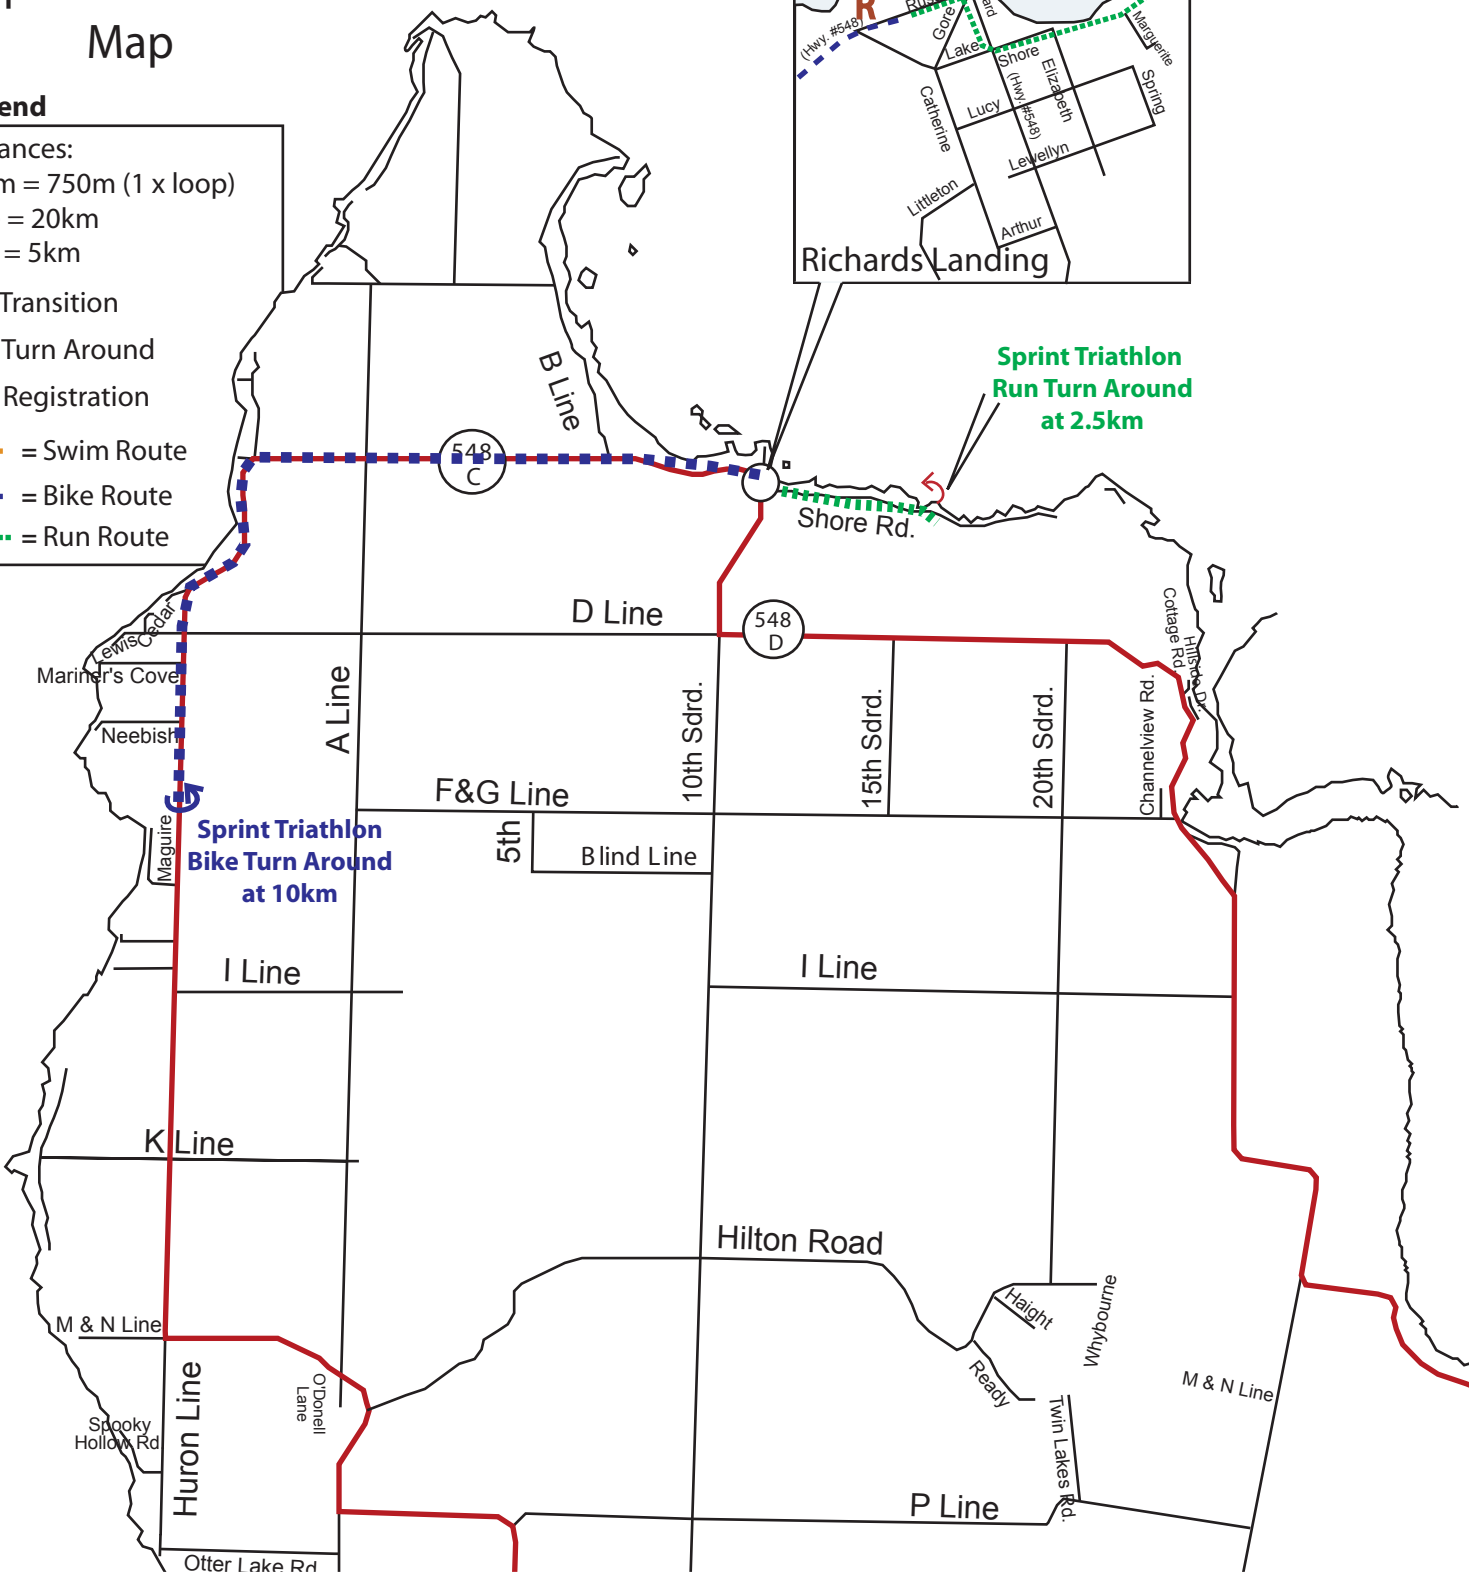 Map
end
ances:
m = 750m (1 x loop)
= 20km
= 5km
Transition
Turn Around
Registration
= Swim Route
= Bike Route
= Run Route
R
(Hwy. #548)
Gore
Lake
Shore
Marguerite
(Hwy. #548)
Elizabeth
Spring
Catherine
Lucy
Lewellyn
Littleton
Arthur
Richards Landing
Sprint Triathlon
Run Turn Around
at 2.5km
B Line
548
C
Shore Rd.
Cedar
Lewis
D Line
548
D
Cottage Rd.
Hillside Dr.
Mariner's Cove
Neebish
A Line
10th Sdrd.
15th Sdrd.
20th Sdrd.
Channelview Rd.
F&G Line
Maguire
Sprint Triathlon
Bike Turn Around
at 10km
5th
Blind Line
I Line
I Line
K Line
Hilton Road
Haight
Whybourne
M & N Line
Ready
M & N Line
O'Donell
Lane
Huron Line
Spooky
Hollow Rd
Twin Lakes Rd.
P Line
Otter Lake Rd